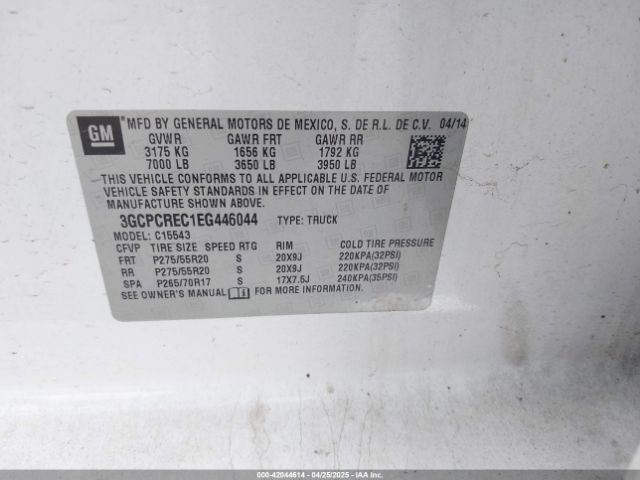 GM
MFD BY GENERAL MOTORS DE MEXICO, S. DE R.L. DE C.V. 04/14
GVWR GAWR FRT GAWR RR
3175 KG 1656 KG 1792 KG
7000 LB 3650 LB 3950 LB
THIS VEHICLE CONFORMS TO ALL APPLICABLE U.S. FEDERAL MOTOR
VEHICLE SAFETY STANDARDS IN EFFECT ON THE DATE OF
MANUFACTURE SHOWN ABOVE.
3GCPCREC1EG446044 TYPE: TRUCK
MODEL: C15543
CFVP TIRE SIZE SPEED RTG RIM COLD TIRE PRESSURE
FRT P275/55R20 S 20X9J 220KPA(32PSI)
RR P275/55R20 S 20X9J 220KPA(32PSI)
SPA P265/70R17 S 17X7.5J 240KPA(35PSI)
SEE OWNER'S MANUAL FOR MORE INFORMATION.
000-42044614 - 04/25/2025 - IAA Inc.